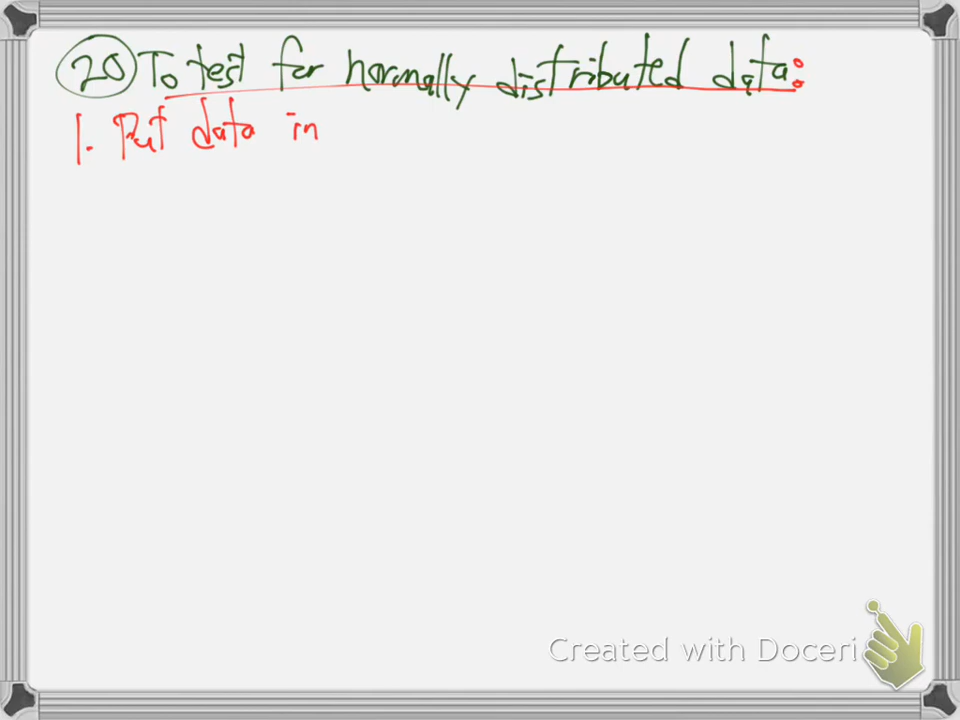 20 To test for normally distributed data:
1. Put data in
Created with Doceri